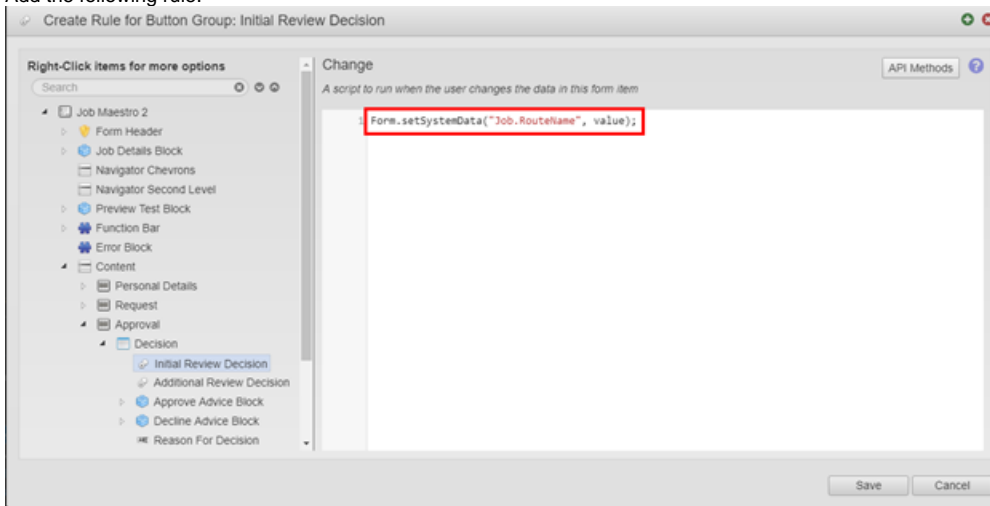 Create Rule for Button Group: Initial Review Decision
Right-Click items for more options
Search
Job Maestro 2
Form Header
Job Details Block
Navigator Chevrons
Navigator Second Level
Preview Test Block
Function Bar
Error Block
Content
Personal Details
Request
Approval
Decision
Initial Review Decision
Additional Review Decision
Approve Advice Block
Decline Advice Block
Reason For Decision
Change
API Methods
A script to run when the user changes the data in this form item
1 Form.setSystemData("Job.RouteName", value);
Save Cancel